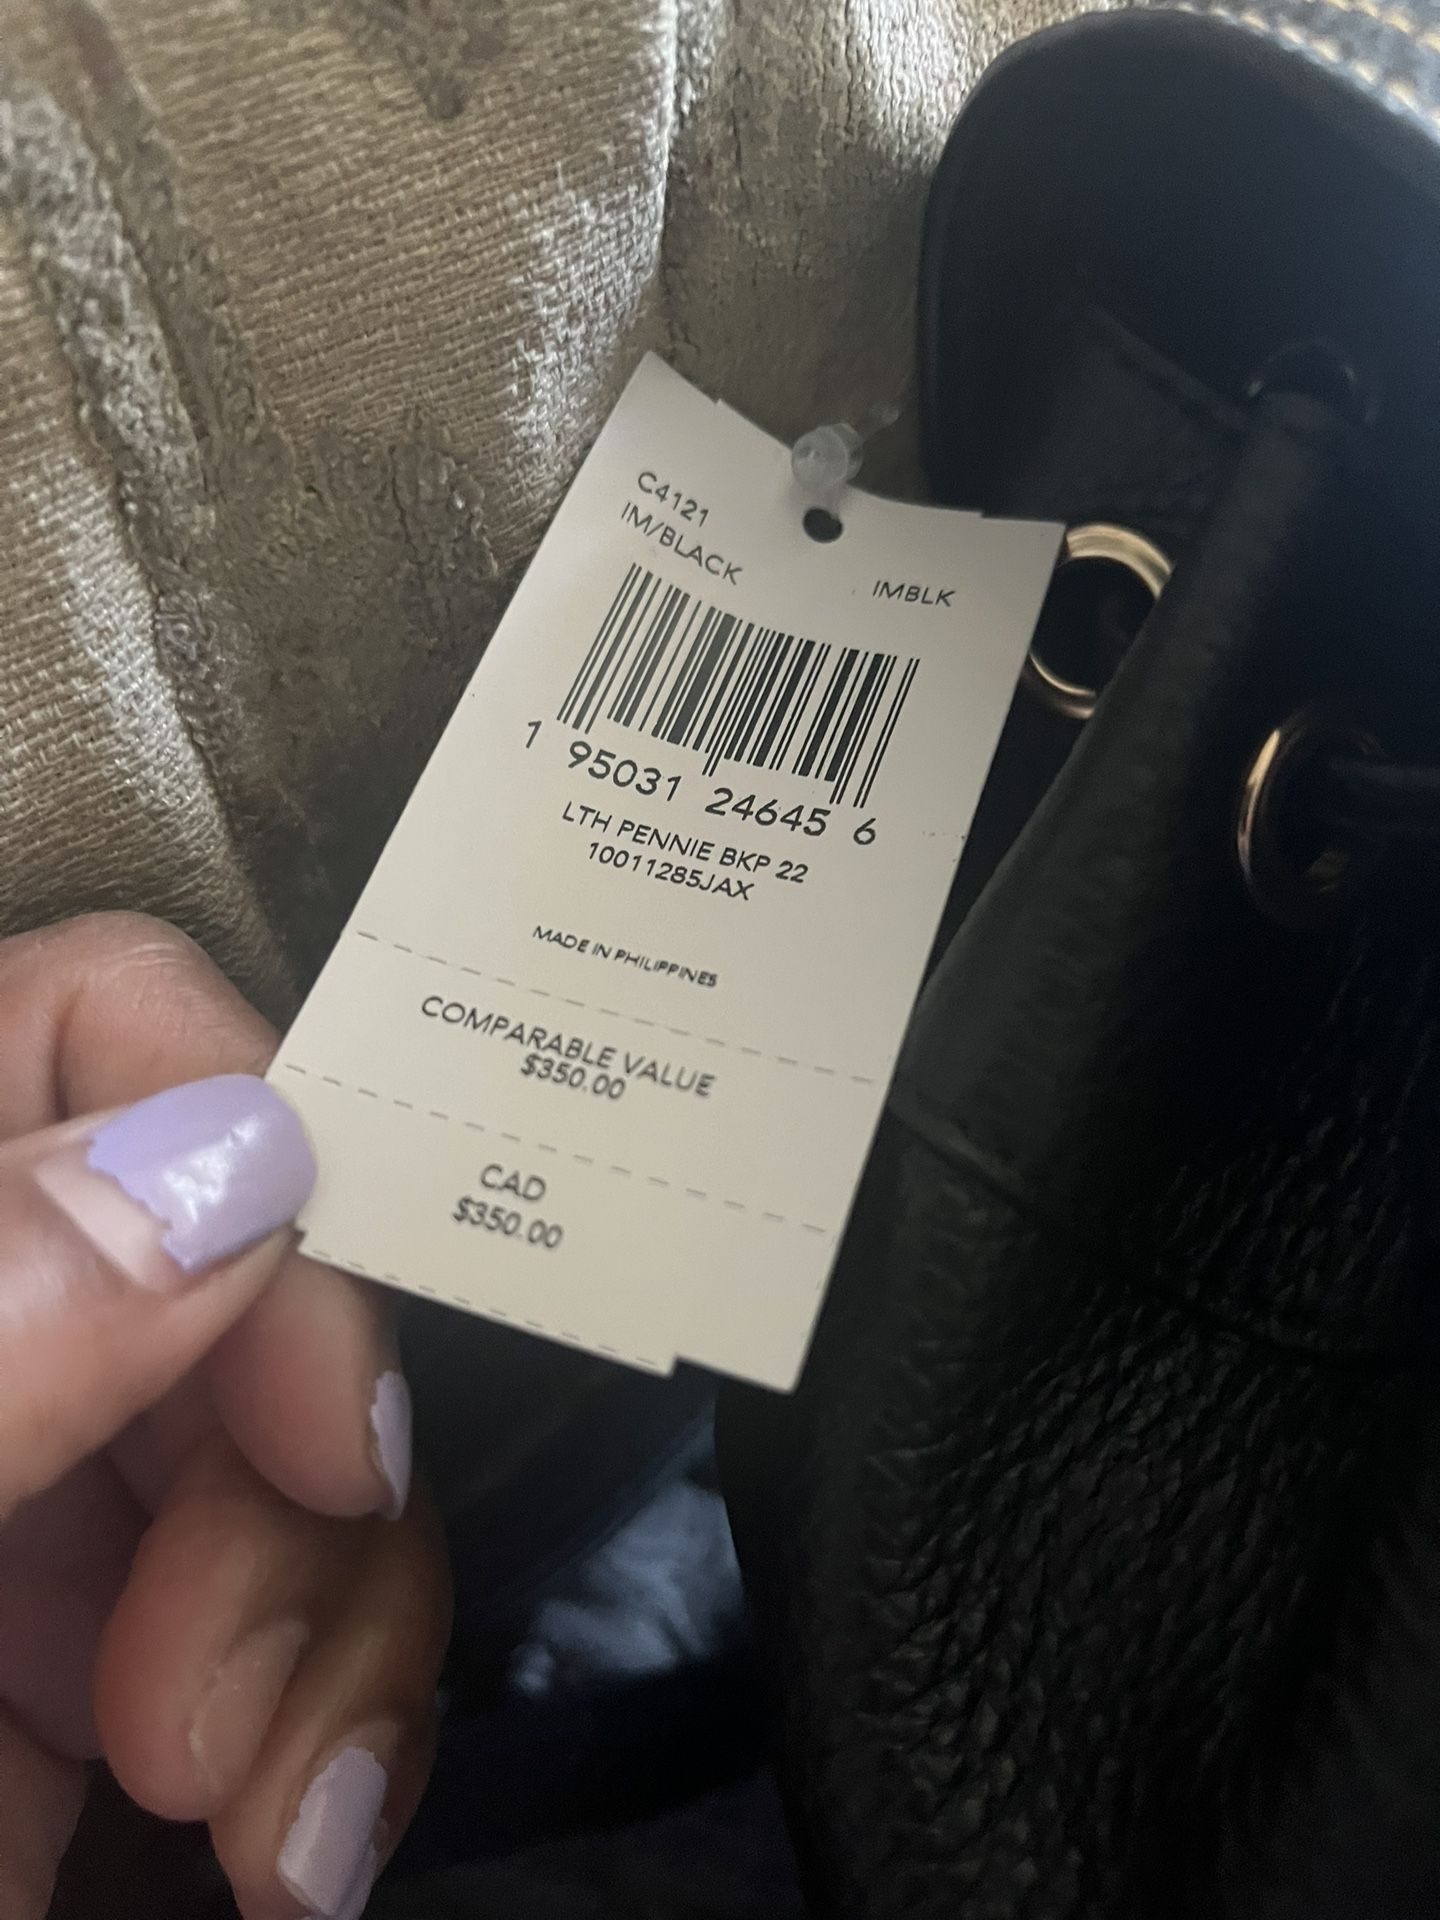 C4121
IM/BLACK
IMBLK
1 95031 24645 6
LTH PENNIE BKP 22
10011285JAX
MADE IN PHILIPPINES
COMPARABLE VALUE
$350.00
CAD
$350.00